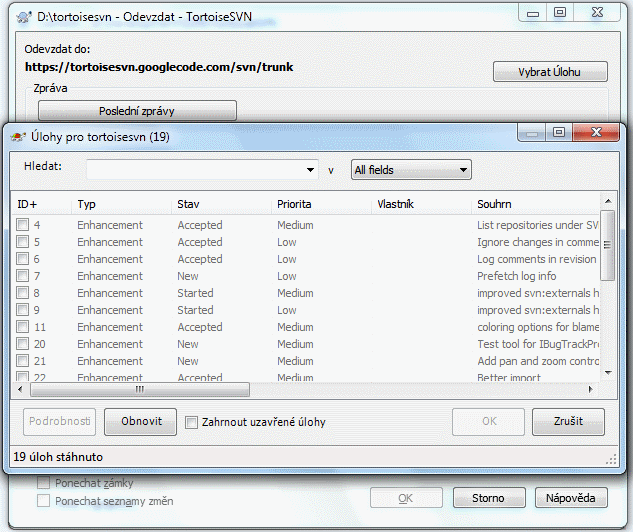 D:\tortoisesvn - Odevzdat - TortoiseSVN
Odevzdat do:
https://tortoisesvn.googlecode.com/svn/trunk
Vybrat Úlohu
Zpráva
Poslední zprávy
Úlohy pro tortoisesvn (19)
Hledat: v All fields
ID+ Typ Stav Priorita Vlastník Souhrn
4 Enhancement Accepted Medium List repositories under SV
5 Enhancement Accepted Low Ignore changes in comme
6 Enhancement Accepted Low Log comments in revision
7 Enhancement New Low Prefetch log info
8 Enhancement Started Medium improved svn:externals h
9 Enhancement Started Low improved svn:externals h
11 Enhancement Accepted Medium coloring options for blame
20 Enhancement New Medium Test tool for IBugTrackPro
21 Enhancement New Medium Add pan and zoom contro
22 Enhancement Accepted Medium Better import
Podrobnosti Obnovit Zahrnout uzavřené úlohy OK Zrušit
19 úloh stáhnuto
Ponechat zámky
Ponechat seznamy změn
OK Storno Nápověda